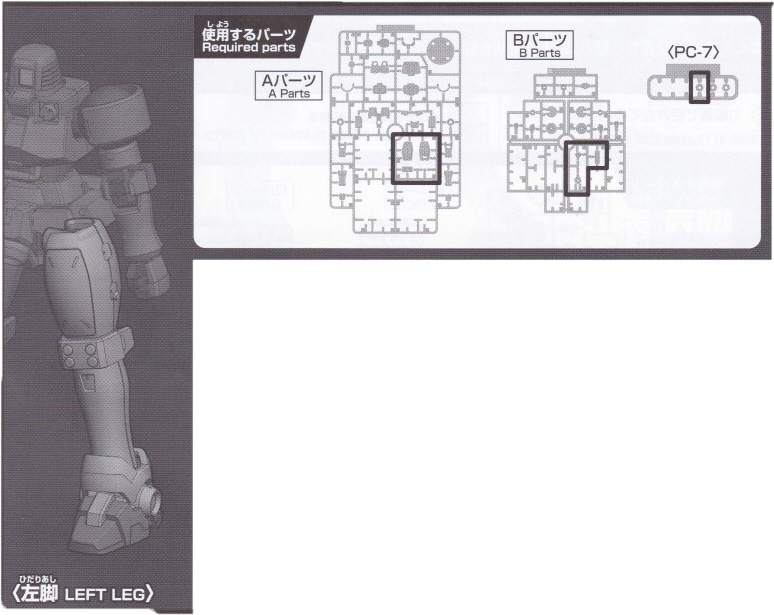 しよう
使用するパーツ
Required parts
Aパーツ
A Parts
Bパーツ
B Parts
〈PC-7〉
ひだりあし
〈左脚 LEFT LEG〉